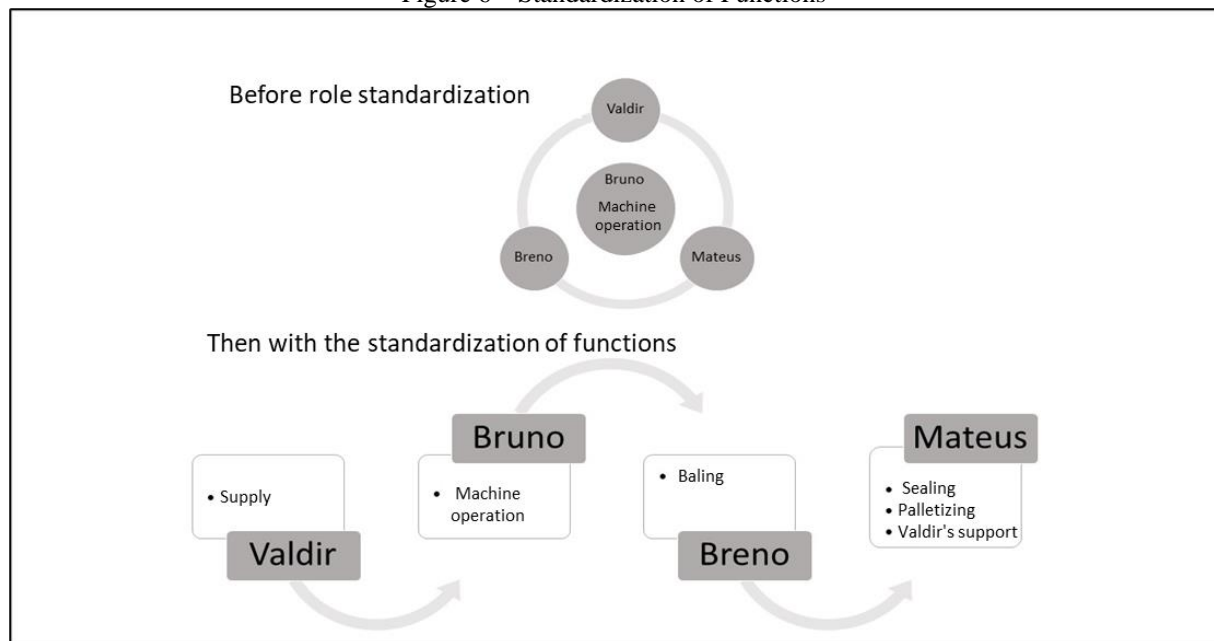 Figure 6 – Standardization of Functions
Before role standardization
Valdir
Bruno
Machine
operation
Breno
Mateus
Then with the standardization of functions
• Supply
Valdir
Bruno
• Machine
operation
• Baling
Breno
Mateus
• Sealing
• Palletizing
• Valdir's support